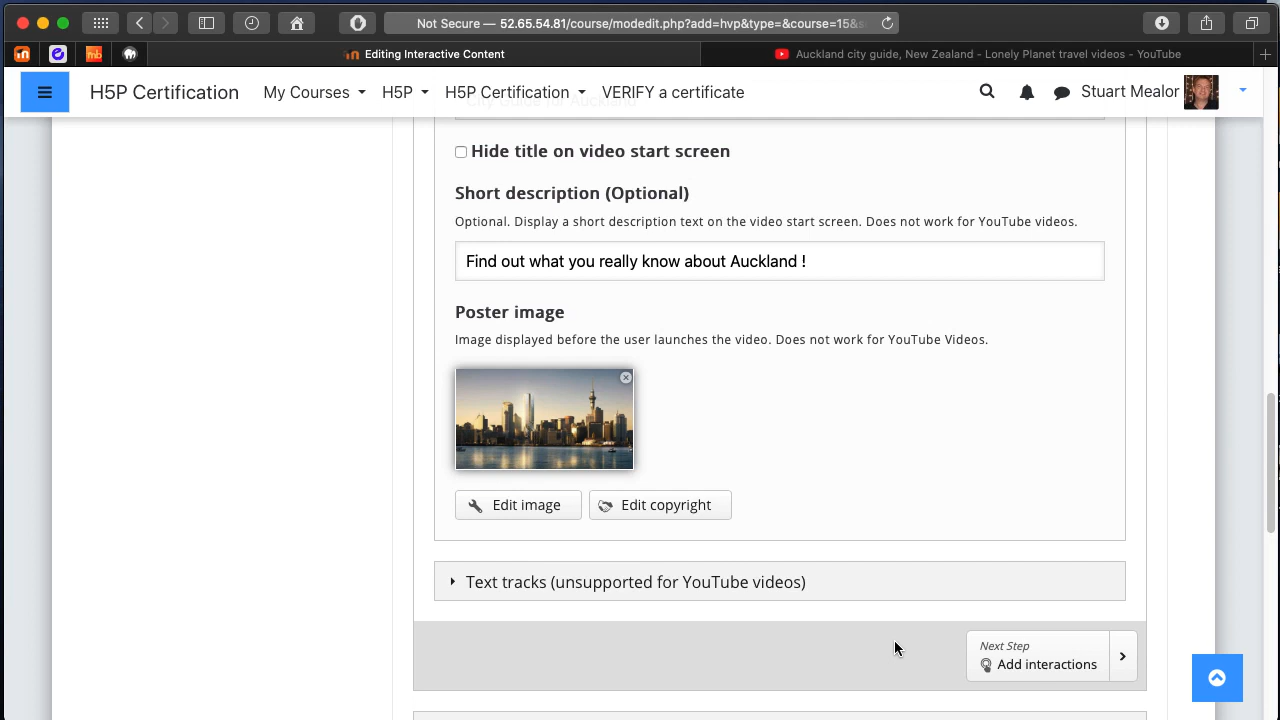 Not Secure — 52.65.54.81/course/modedit.php?add=hvp&type=&course=15&s
Editing Interactive Content
Auckland city guide, New Zealand - Lonely Planet travel videos - YouTube
H5P Certification
My Courses
H5P
H5P Certification
VERIFY a certificate
Stuart Mealor
City Guide for Auckland
Hide title on video start screen
Short description (Optional)
Optional. Display a short description text on the video start screen. Does not work for YouTube videos.
Find out what you really know about Auckland !
Poster image
Image displayed before the user launches the video. Does not work for YouTube Videos.
Edit image
Edit copyright
Text tracks (unsupported for YouTube videos)
Next Step
Add interactions